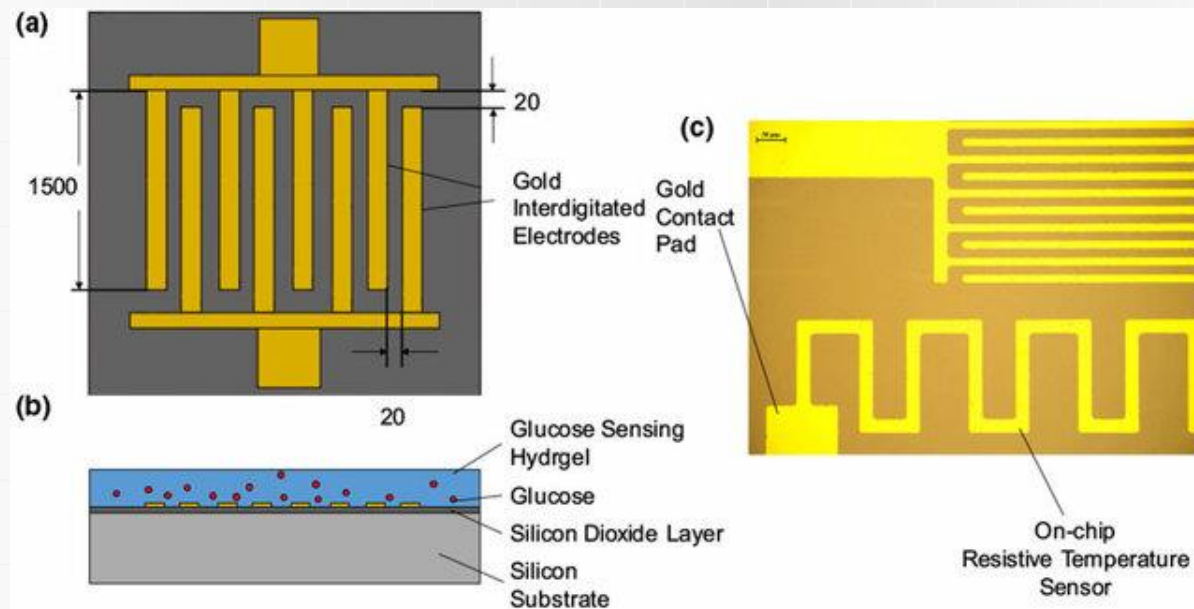 (a)
20
1500
Gold
Interdigitated
Electrodes
20
(b)
Glucose Sensing
Hydrgel
Glucose
Silicon Dioxide Layer
Silicon
Substrate
(c)
Gold
Contact
Pad
On-chip
Resistive Temperature
Sensor